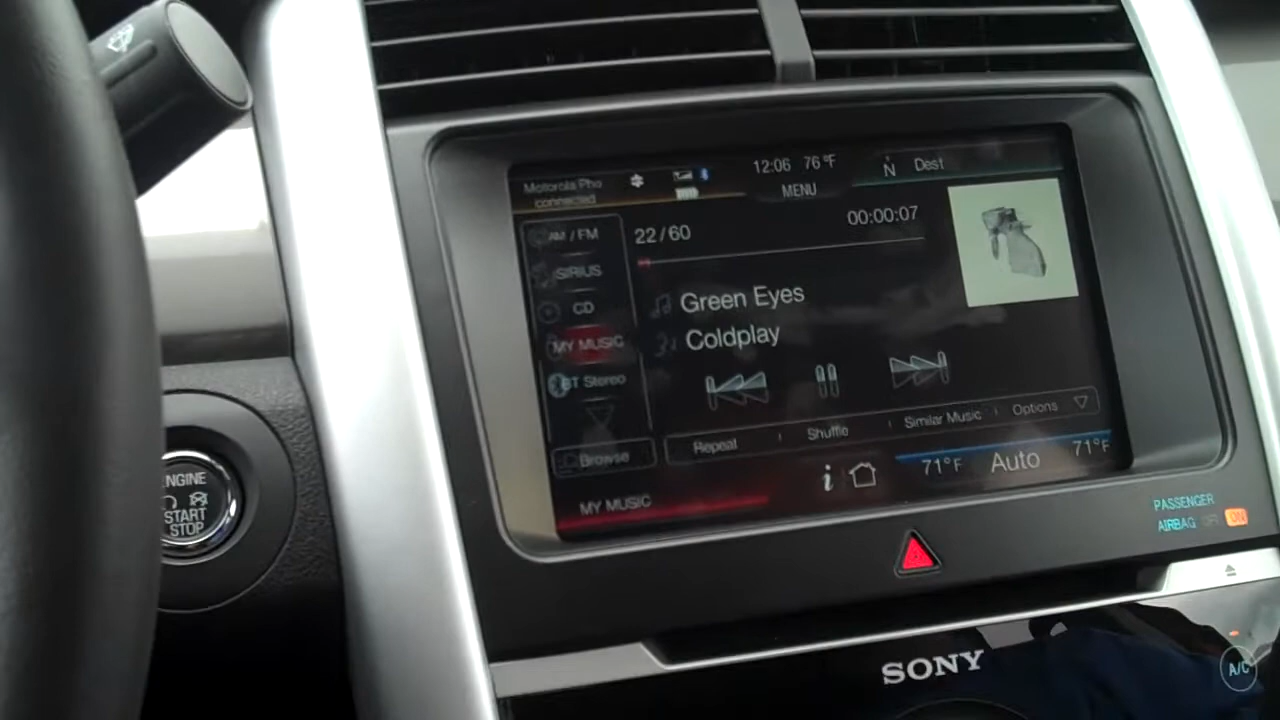 12:06 76°F
N Dest
Motorola Pho
connected
MENU
AM / FM
22/60
00:00:07
SIRIUS
CD
Green Eyes
MY MUSIC
Coldplay
BT Stereo
Browse
Repeat
Shuffle
Similar Music
Options
i
71°F Auto 71°F
MY MUSIC
ENGINE
START
STOP
PASSENGER
AIRBAG OFF ON
SONY
A/C